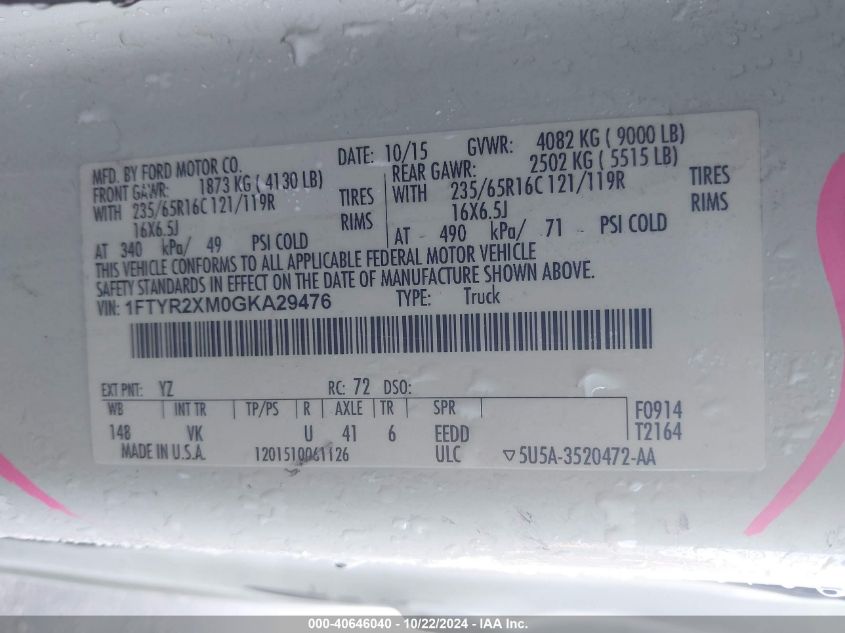 MFD. BY FORD MOTOR CO. DATE: 10/15 GVWR: 4082 KG ( 9000 LB)
FRONT GAWR: 1873 KG ( 4130 LB) REAR GAWR: 2502 KG ( 5515 LB)
WITH 235/65R16C 121/119R TIRES WITH 235/65R16C 121/119R TIRES
16X6.5J RIMS 16X6.5J RIMS
AT 340 kPa/ 49 PSI COLD AT 490 kPa/ 71 PSI COLD
THIS VEHICLE CONFORMS TO ALL APPLICABLE FEDERAL MOTOR VEHICLE
SAFETY STANDARDS IN EFFECT ON THE DATE OF MANUFACTURE SHOWN ABOVE.
VIN: 1FTYR2XM0GKA29476 TYPE: Truck
EXT PNT: YZ RC: 72 DSO:
WB INT TR TP/PS R AXLE TR SPR F0914
148 VK U 41 6 EEDD T2164
MADE IN U.S.A. 1201510061126 ULC ▽5U5A-3520472-AA
000-40646040 - 10/22/2024 - IAA Inc.